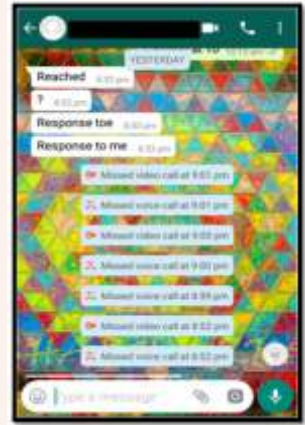 YESTERDAY
Reached
?
Response toe
Response to me
Missed video call at 9:03 pm
Missed voice call at 9:01 pm
Missed video call at 9:00 pm
Missed voice call at 9:00 pm
Missed voice call at 8:59 pm
Missed video call at 8:52 pm
Missed voice call at 8:52 pm
Type a message